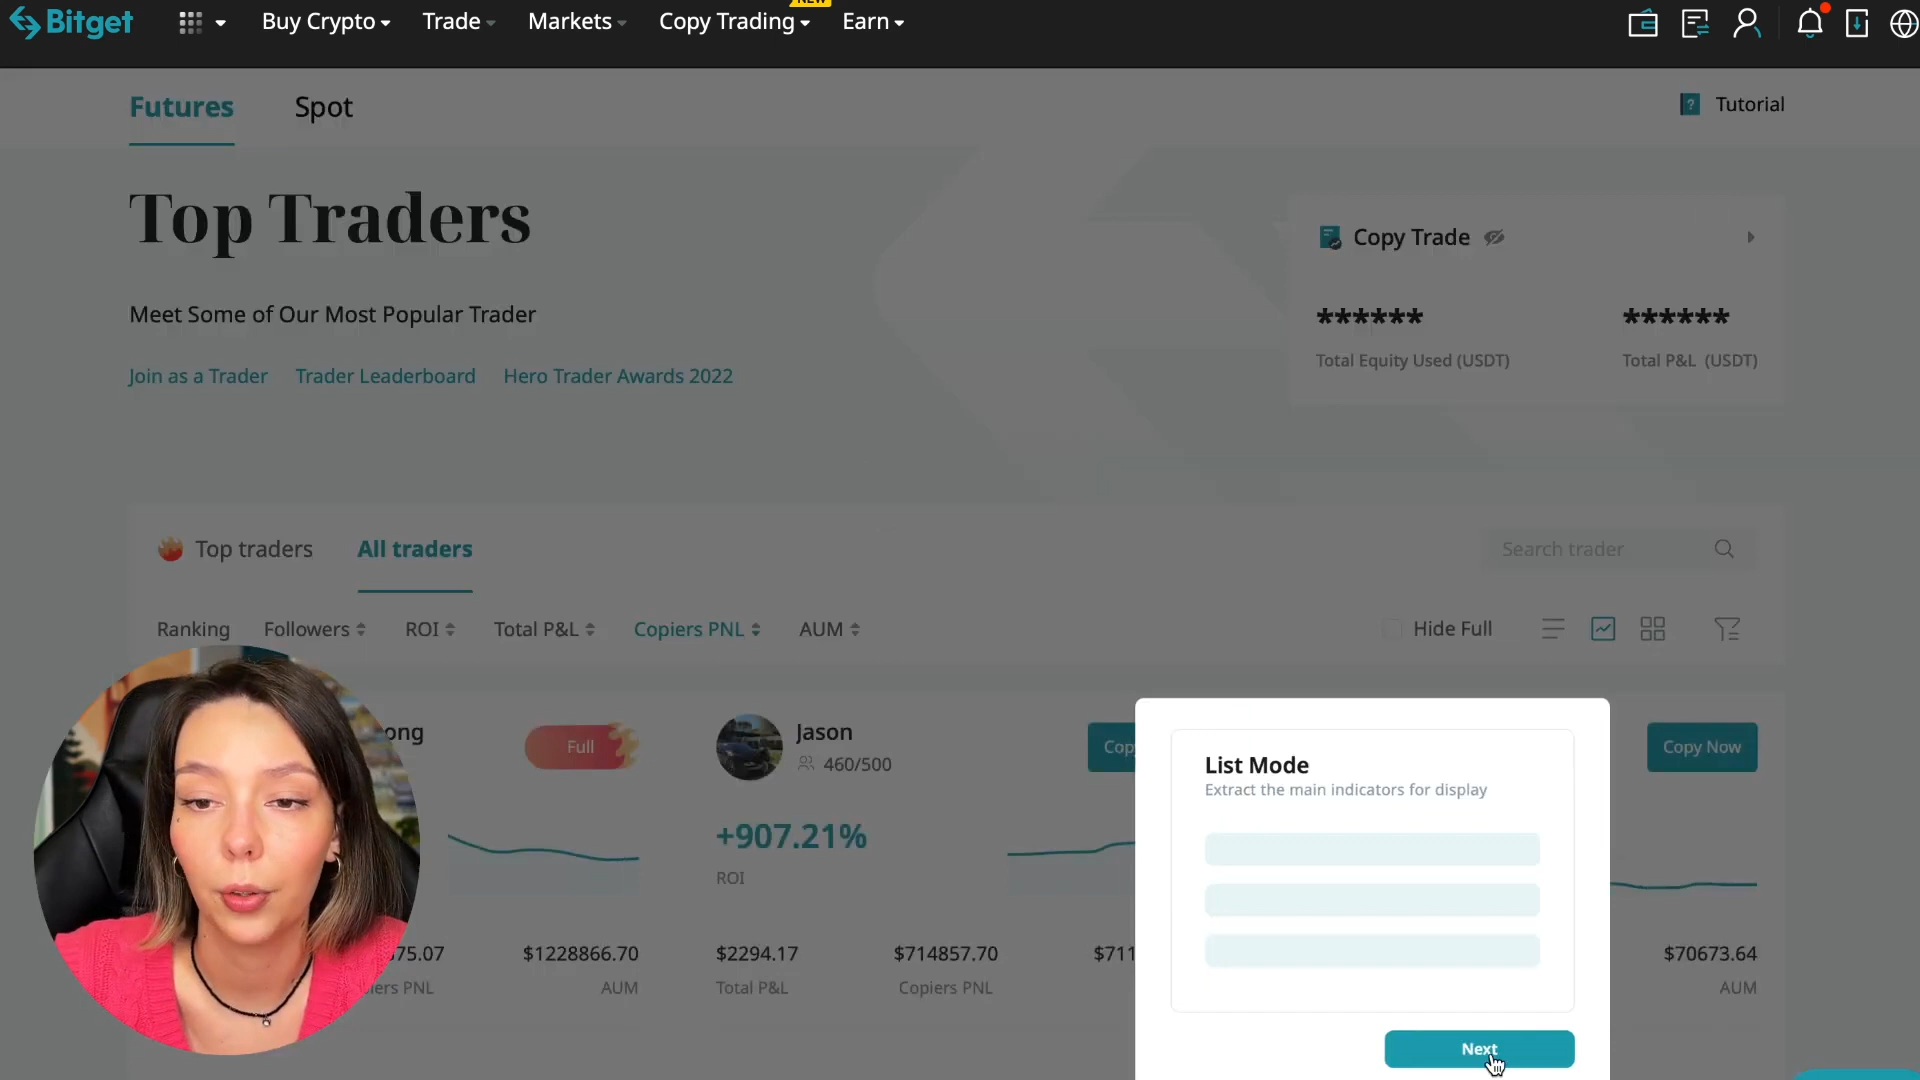 Bitget
Buy Crypto
Trade
Markets
Copy Trading
NEW
Earn
Futures
Spot
Tutorial
Top Traders
Meet Some of Our Most Popular Trader
Join as a Trader
Trader Leaderboard
Hero Trader Awards 2022
Copy Trade
******
******
Total Equity Used (USDT)
Total P&L (USDT)
Top traders
All traders
Search trader
Ranking
Followers
ROI
Total P&L
Copiers PNL
AUM
Hide Full
ong
Full
Jason
460/500
Cop
Copy Now
+907.21%
ROI
75.07
$1228866.70
$2294.17
$714857.70
$711
$70673.64
iers PNL
AUM
Total P&L
Copiers PNL
AUM
List Mode
Extract the main indicators for display
Next